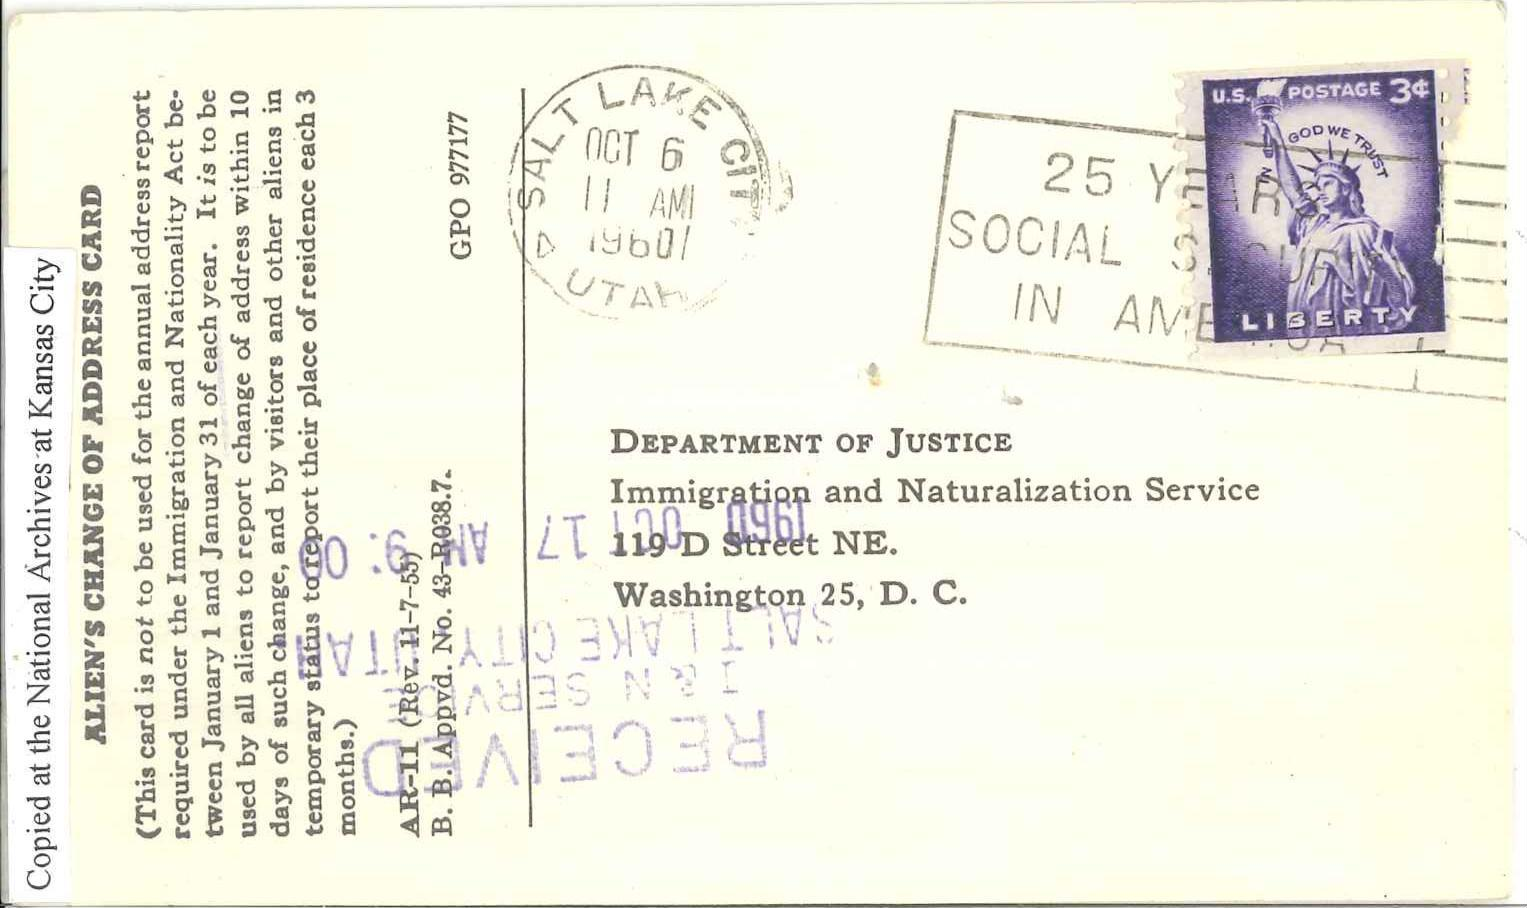 Copied at the National Archives at Kansas City
ALIEN'S CHANGE OF ADDRESS CARD
(This card is not to be used for the annual address report
required under the Immigration and Nationality Act be-
tween January 1 and January 31 of each year. It is to be
used by all aliens to report change of address within 10
days of such change, and by visitors and other aliens in
temporary status to report their place of residence each 3
months.)
AR-11 (Rev. 11-7-55)
B. B. Appvd. No. 43-R038.7.
GPO 977177
SALT LAKE CITY
OCT 6
11 AM
1960
UTAH
25 YEARS
SOCIAL SECURITY
IN AMERICA
U.S. POSTAGE 3¢
IN GOD WE TRUST
LIBERTY
DEPARTMENT OF JUSTICE
Immigration and Naturalization Service
119 D Street NE.
Washington 25, D. C.
RECEIVED
I & N SERVICE
SALT LAKE CITY UTAH
1960 OCT 17 AM 9:00